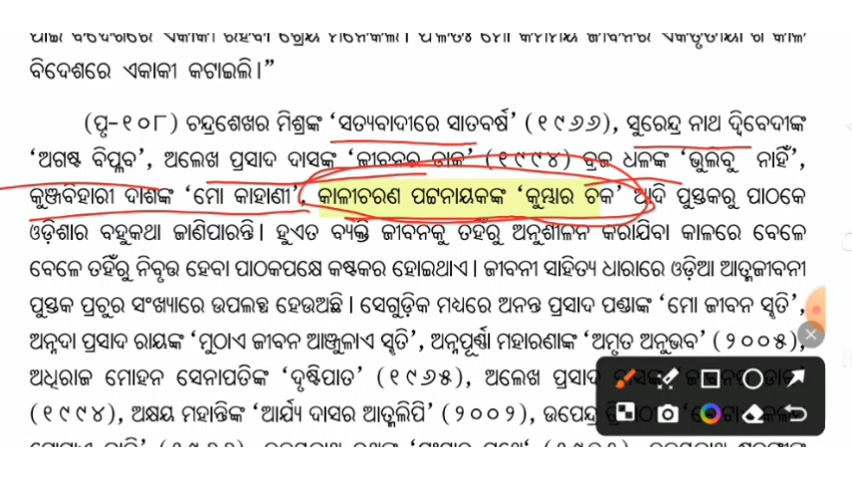 ବିଦେଶରେ ଏକାକୀ କଟାଇଲି।”
(ପୃ-୧୦୮) ଚନ୍ଦ୍ରଶେଖର ମିଶ୍ରଙ୍କ ‘ସତ୍ୟବାଦୀରେ ସାତବର୍ଷ’ (୧୯୬୬), ସୁରେନ୍ଦ୍ର ନାଥ ଦ୍ୱିବେଦୀଙ୍କ
‘ଅଗଷ୍ଟ ବିପ୍ଳବ’, ଅଲେଖ ପ୍ରସାଦ ଦାସଙ୍କ ‘ଜୀବନର ଡାକ’ (୧୯୯୪) ବ୍ରଜ ଧଳଙ୍କ ‘ଭୁଲିବୁ ନାହିଁ’,
କୁଞ୍ଜବିହାରୀ ଦାଶଙ୍କ ‘ମୋ କାହାଣୀ’, କାଳୀଚରଣ ପଟ୍ଟନାୟକଙ୍କ ‘କୁମ୍ଭାର ଚକ’ ଆଦି ପୁସ୍ତକରୁ ପାଠକେ
ଓଡ଼ିଶାର ବହୁକଥା ଜାଣିପାରନ୍ତି। ହୁଏତ ବ୍ୟକ୍ତି ଜୀବନକୁ ତହିଁରୁ ଅନୁଶୀଳନ କରାଯିବା କାଳରେ ବେଳେ
ବେଳେ ତହିଁରୁ ନିବୃତ୍ତ ହେବା ପାଠକପକ୍ଷେ କଷ୍ଟକର ହୋଇଥାଏ। ଜୀବନୀ ସାହିତ୍ୟ ଧାରାରେ ଓଡ଼ିଆ ଆତ୍ମଜୀବନୀ
ପୁସ୍ତକ ପ୍ରଚୁର ସଂଖ୍ୟାରେ ଉପଲବ୍ଧ ହେଉଅଛି। ସେଗୁଡ଼ିକ ମଧ୍ୟରେ ଅନନ୍ତ ପ୍ରସାଦ ପଣ୍ଡାଙ୍କ ‘ମୋ ଜୀବନ ସ୍ମୃତି’,
ଅନ୍ନଦା ପ୍ରସାଦ ରାୟଙ୍କ ‘ମୁଠାଏ ଜୀବନ ଆଞ୍ଜୁଳାଏ ସ୍ମୃତି’, ଅନ୍ନପୂର୍ଣ୍ଣା ମହାରଣାଙ୍କ ‘ଅମୃତ ଅନୁଭବ’ (୨୦୦୫),
ଅଧିରାଜ ମୋହନ ସେନାପତିଙ୍କ ‘ଦୃଷ୍ଟିପାତ’ (୧୯୬୫), ଅଲେଖ ପ୍ରସାଦ
(୧୯୯୪), ଅକ୍ଷୟ ମହାନ୍ତିଙ୍କ ‘ଆର୍ଯ୍ୟ ଦାସର ଆତ୍ମଲିପି’ (୨୦୦୨), ଉପେନ୍ଦ୍ର